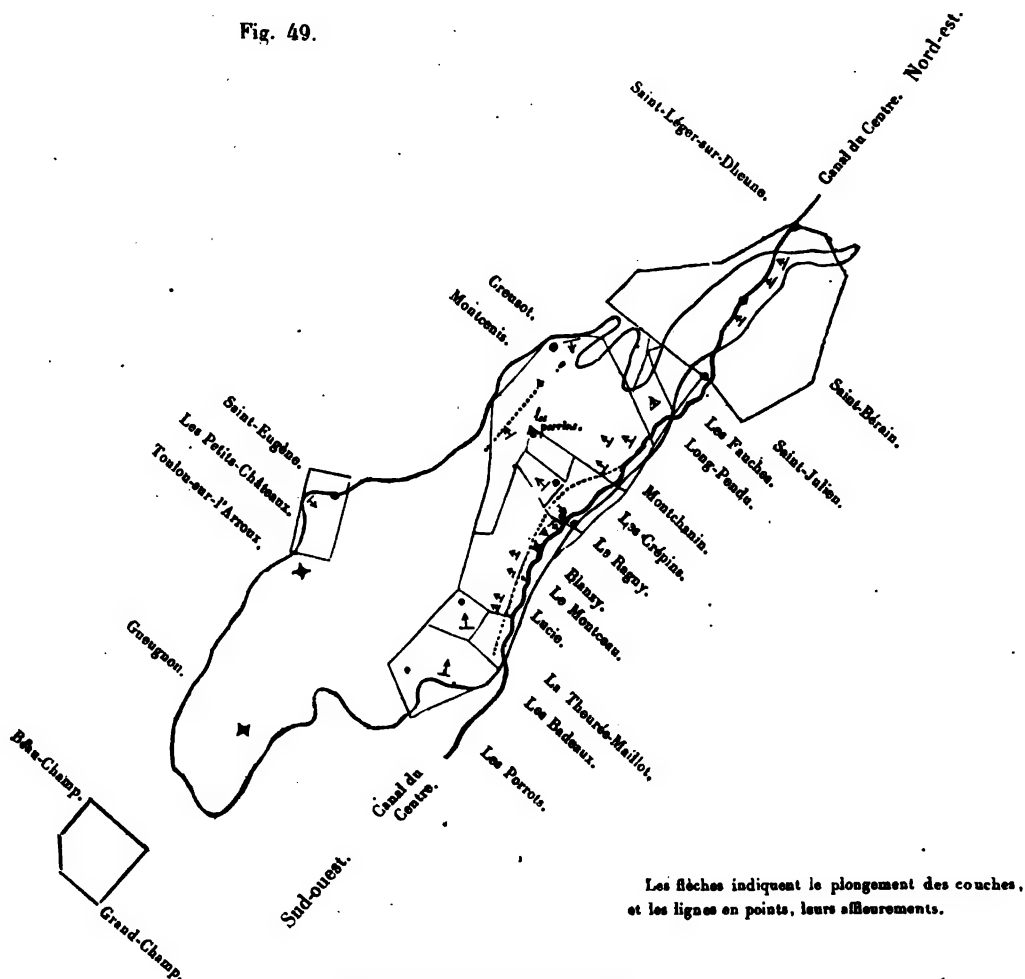 Fig. 49.
Nord-est.
Canal du Centre.
Saint-Léger-sur-Dheune.
Creusot.
Montcenis.
Saint-Eugène.
Les Petits-Châteaux.
Toulon-sur-l'Arroux.
Gueugnon.
Les
perrins.
Saint-Bérain.
Saint-Julien.
Les Fauches.
Long-Pendu.
Montchanin.
Les Crépins.
Le Ragny.
Blanzy.
Le Montceau.
Lucie.
La Theurée-Maillot.
Les Badeaux.
Les Porrots.
Canal du
Centre.
Sud-ouest.
Beau-Champ.
Grand-Champ.
Les flèches indiquent le plongement des couches,
et les lignes en points, leurs affleurements.